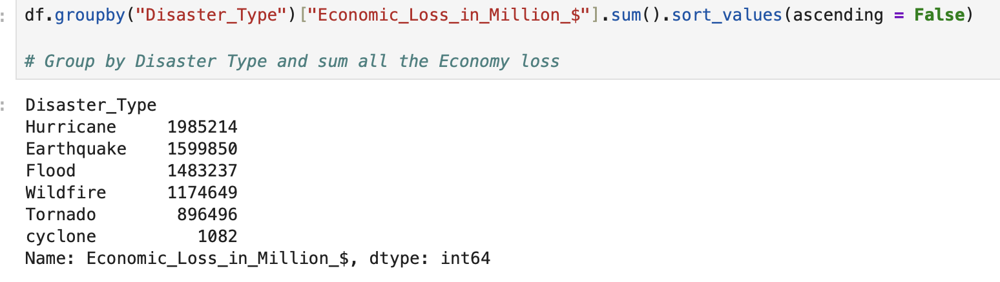 df.groupby("Disaster_Type")["Economic_Loss_in_Million_$"].sum().sort_values(ascending = False)
# Group by Disaster Type and sum all the Economy loss
Disaster_Type
Hurricane     1985214
Earthquake    1599850
Flood         1483237
Wildfire      1174649
Tornado        896496
cyclone          1082
Name: Economic_Loss_in_Million_$, dtype: int64